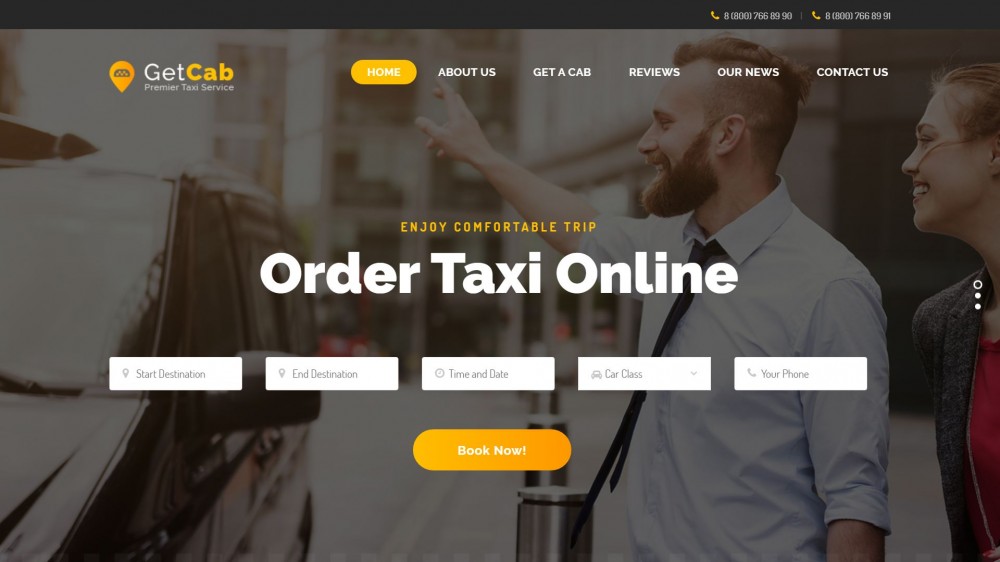 8 (800) 766 89 90 | 8 (800) 766 89 91
GetCab
Premier Taxi Service
HOME ABOUT US GET A CAB REVIEWS OUR NEWS CONTACT US
ENJOY COMFORTABLE TRIP
Order Taxi Online
Start Destination End Destination Time and Date Car Class Your Phone
Book Now!